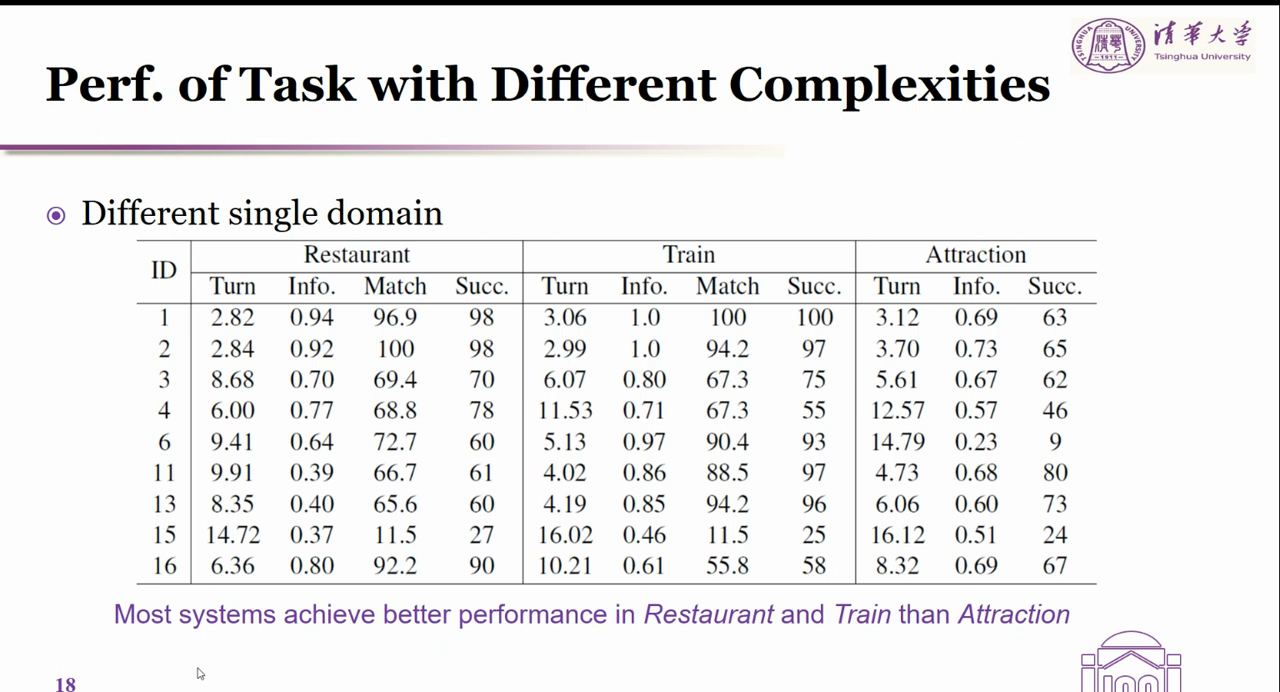 清華大学
Tsinghua University
TSINGHUA UNIVERSITY
1911
Perf. of Task with Different Complexities
Different single domain
ID Restaurant Train Attraction
Turn Info. Match Succ. Turn Info. Match Succ. Turn Info. Succ.
1 2.82 0.94 96.9 98 3.06 1.0 100 100 3.12 0.69 63
2 2.84 0.92 100 98 2.99 1.0 94.2 97 3.70 0.73 65
3 8.68 0.70 69.4 70 6.07 0.80 67.3 75 5.61 0.67 62
4 6.00 0.77 68.8 78 11.53 0.71 67.3 55 12.57 0.57 46
6 9.41 0.64 72.7 60 5.13 0.97 90.4 93 14.79 0.23 9
11 9.91 0.39 66.7 61 4.02 0.86 88.5 97 4.73 0.68 80
13 8.35 0.40 65.6 60 4.19 0.85 94.2 96 6.06 0.60 73
15 14.72 0.37 11.5 27 16.02 0.46 11.5 25 16.12 0.51 24
16 6.36 0.80 92.2 90 10.21 0.61 55.8 58 8.32 0.69 67
Most systems achieve better performance in Restaurant and Train than Attraction
18